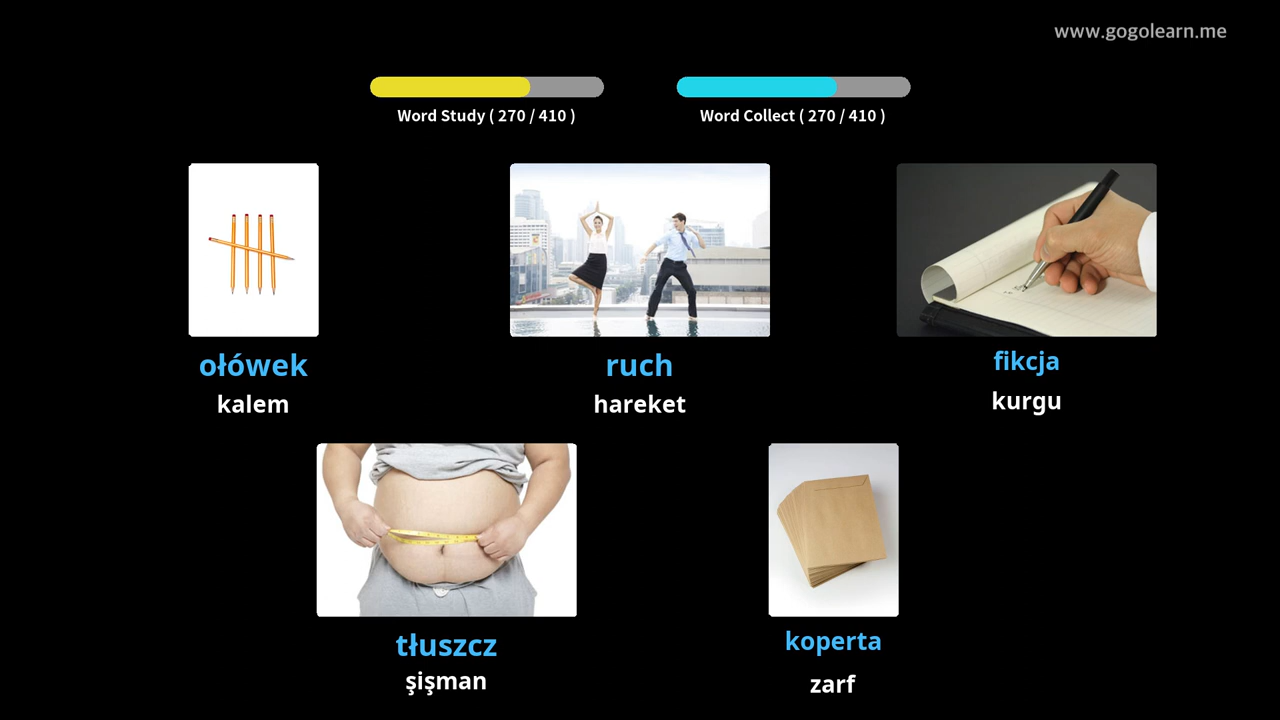 www.gogolearn.me
Word Study ( 270 / 410 )
Word Collect ( 270 / 410 )
ołówek
kalem
ruch
hareket
fikcja
kurgu
tłuszcz
şişman
koperta
zarf